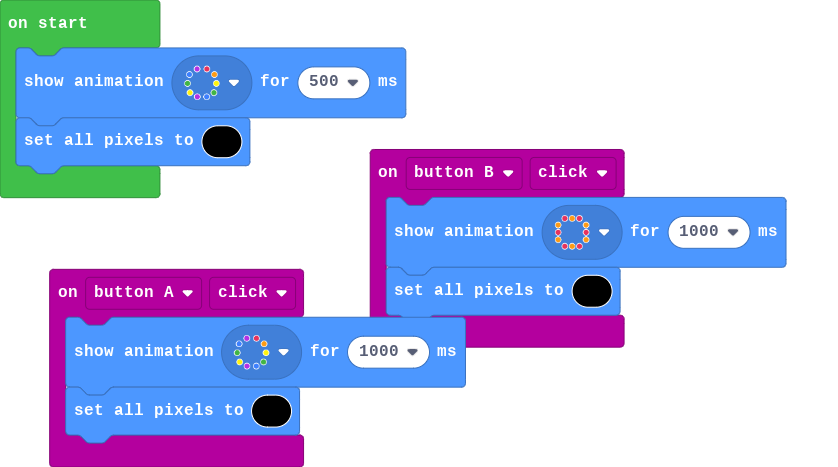 on start
show animation for 500 ms
set all pixels to
on button B click
show animation for 1000 ms
set all pixels to
on button A click
show animation for 1000 ms
set all pixels to